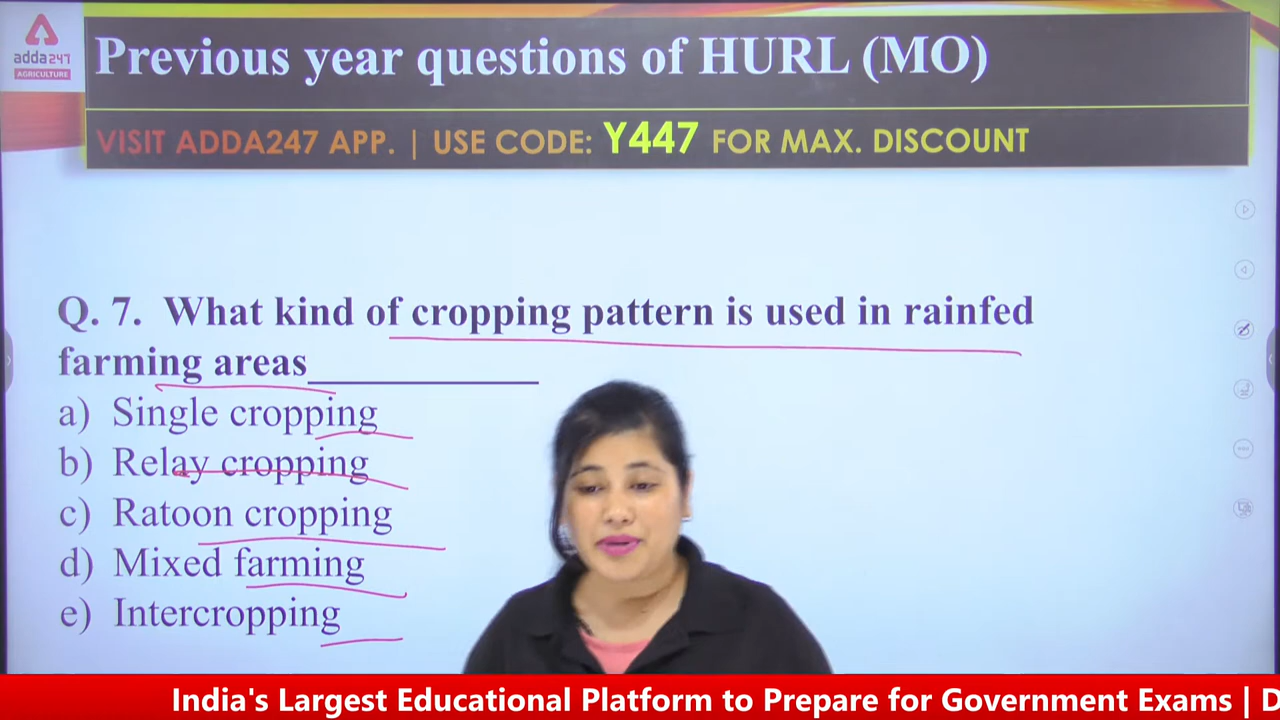 adda247
AGRICULTURE
Previous year questions of HURL (MO)
VISIT ADDA247 APP. | USE CODE: Y447 FOR MAX. DISCOUNT
Q. 7. What kind of cropping pattern is used in rainfed
farming areas____________
a) Single cropping
b) Relay cropping
c) Ratoon cropping
d) Mixed farming
e) Intercropping
India's Largest Educational Platform to Prepare for Government Exams | D